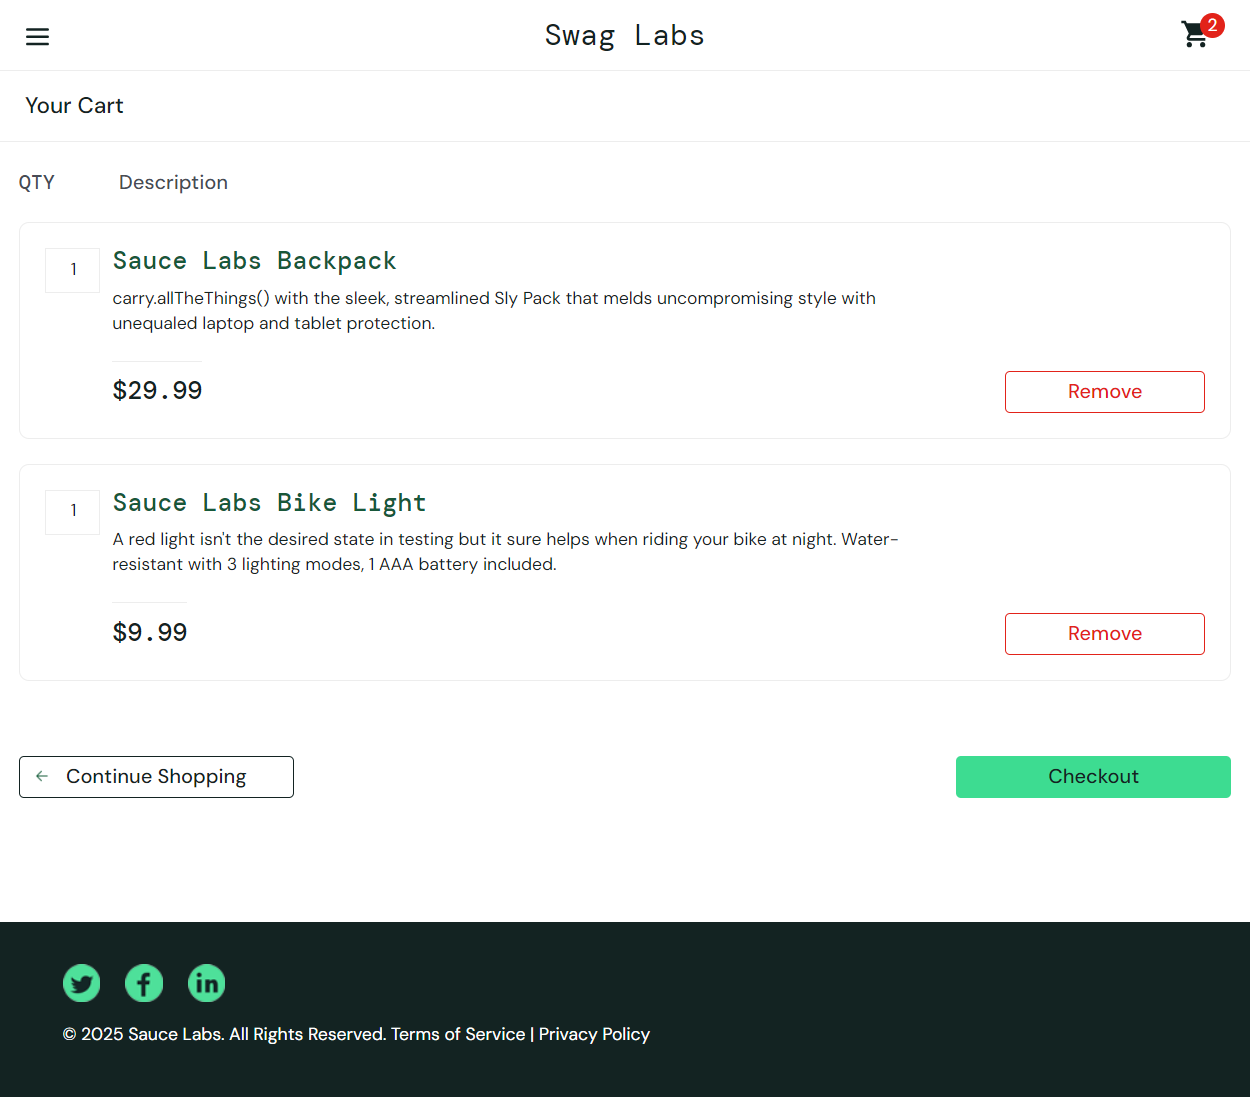 Swag Labs
2
Your Cart
QTY Description
1
Sauce Labs Backpack
carry.allTheThings() with the sleek, streamlined Sly Pack that melds uncompromising style with
unequaled laptop and tablet protection.
$29.99
Remove
1
Sauce Labs Bike Light
A red light isn't the desired state in testing but it sure helps when riding your bike at night. Water-
resistant with 3 lighting modes, 1 AAA battery included.
$9.99
Remove
Continue Shopping
Checkout
© 2025 Sauce Labs. All Rights Reserved. Terms of Service | Privacy Policy